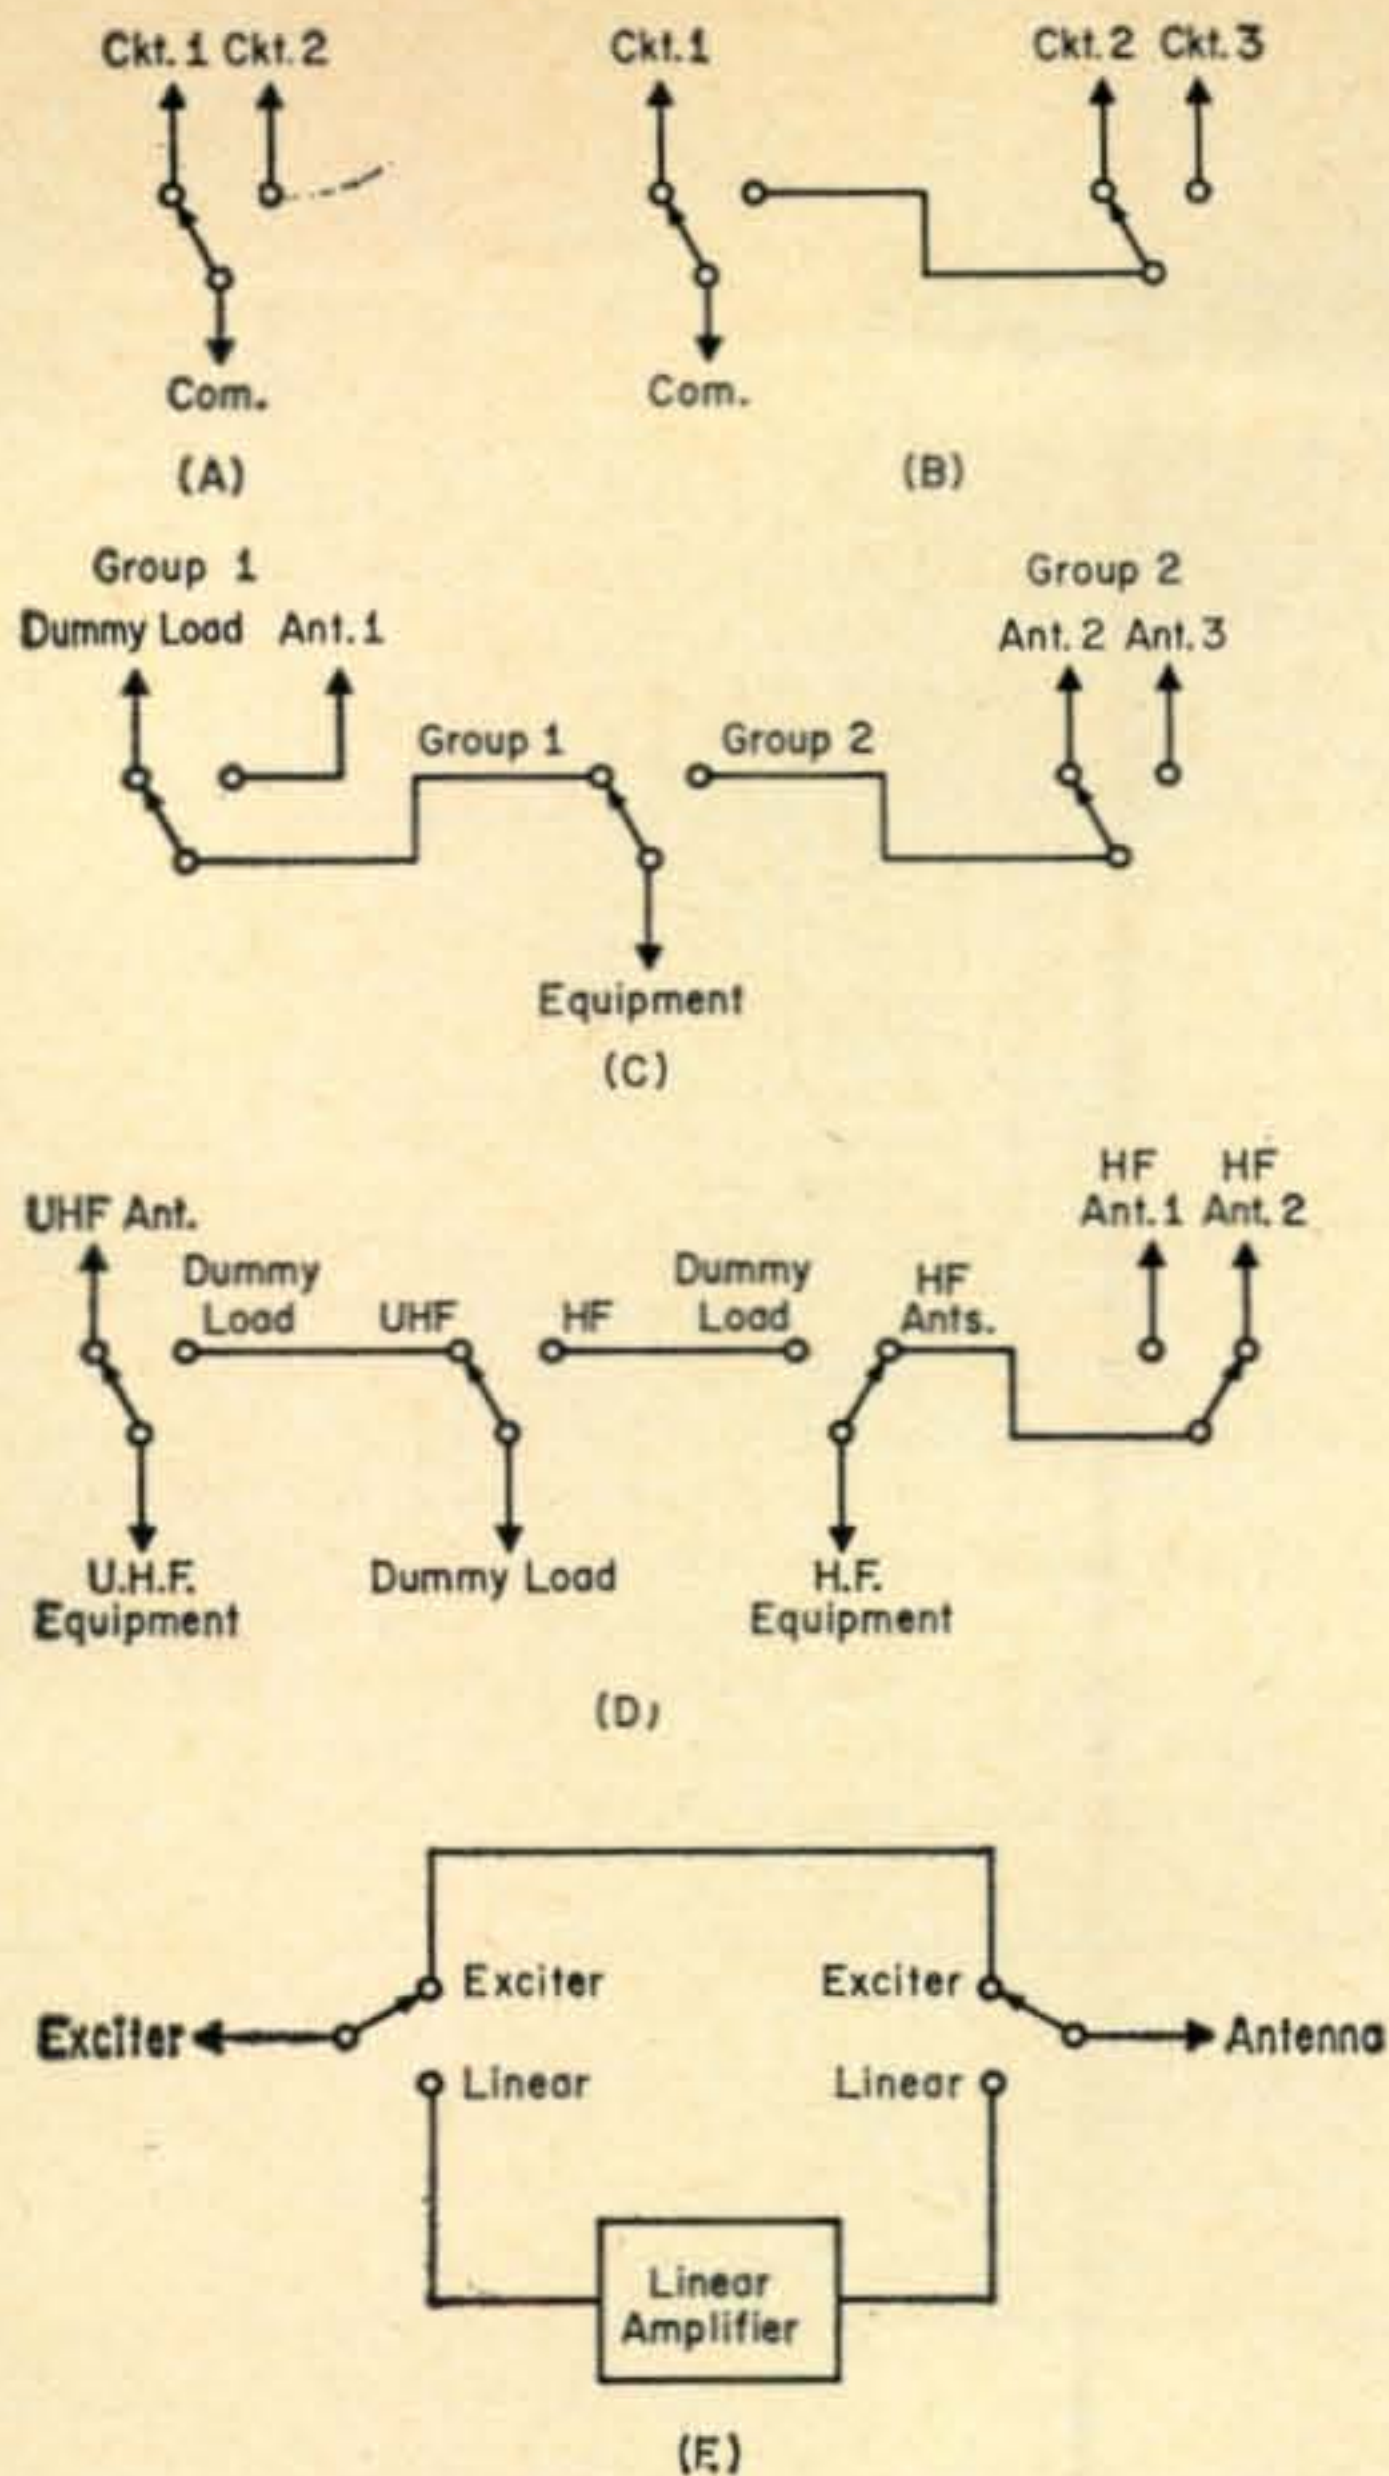 Ckt. 1 Ckt. 2
Com.
(A)
Ckt. 1
Ckt. 2 Ckt. 3
Com.
(B)
Group 1
Dummy Load Ant. 1
Group 1
Group 2
Group 2
Ant. 2 Ant. 3
Equipment
(C)
UHF Ant.
Dummy
Load
UHF
HF
Dummy
Load
HF
Ants.
HF
Ant. 1
HF
Ant. 2
U.H.F.
Equipment
Dummy Load
H.F.
Equipment
(D)
Exciter
Exciter
Linear
Exciter
Linear
Antenna
Linear
Amplifier
(E)